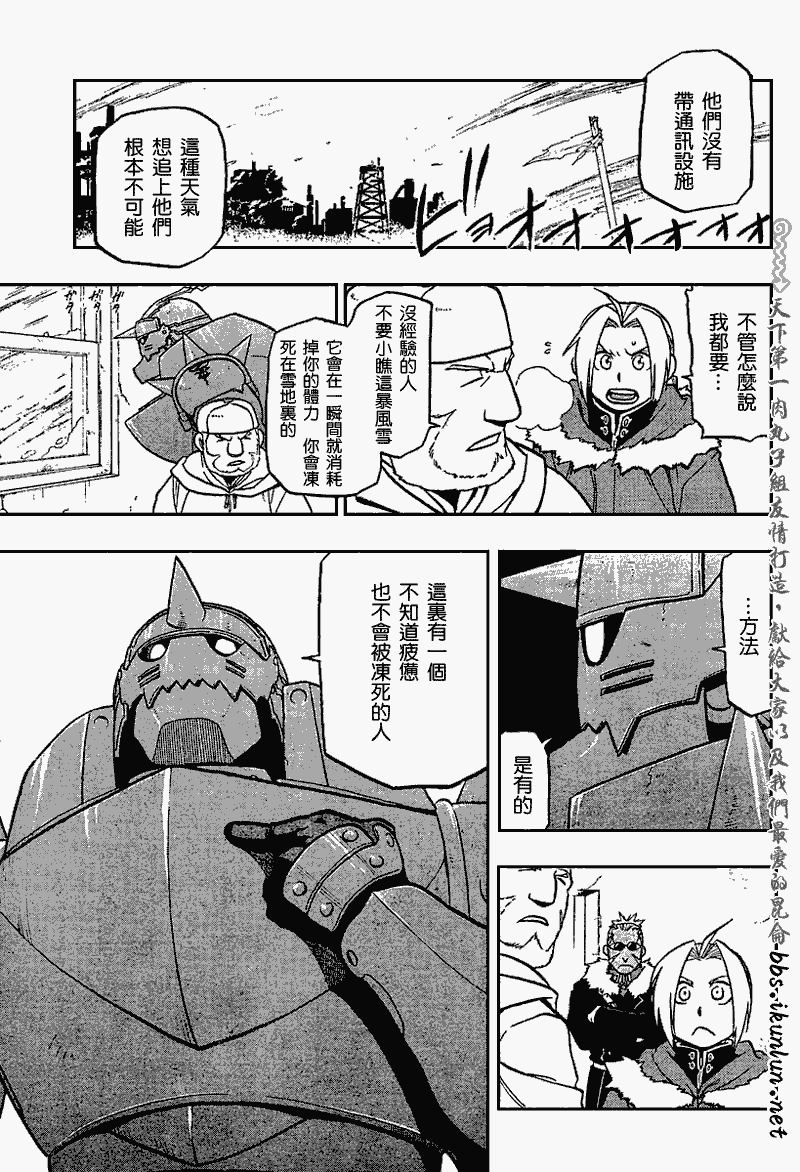 他們沒有
帶通訊設施
這種天氣
想追上他們
根本不可能
ビョオオオオオオオ
不管怎麼說
我都要…
沒經驗的人
不要小瞧這暴風雪
它會在一瞬間就消耗
掉你的體力 你會凍
死在雪地裏的
ガタ
ガタ
…方法
是有的
這裏有一個
不知道疲憊
也不會被凍死的人
天下第一肉丸子組友情打造，獻給大家以及我們最愛的昆侖-bbs.ikunlun.net